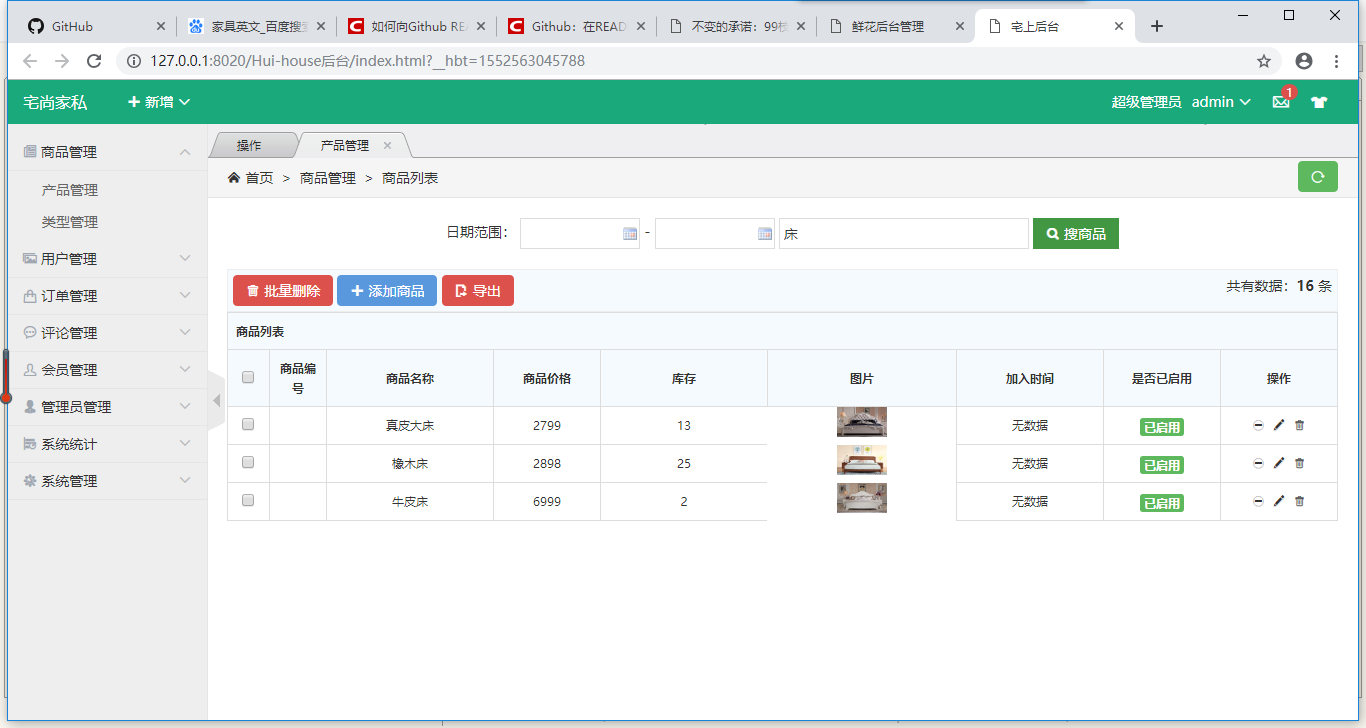 GitHub
家具英文_百度搜
如何向Github RE
Github：在READ
不变的承诺：99枝
鲜花后台管理
宅上后台
127.0.0.1:8020/Hui-house后台/index.html?__hbt=1552563045788
宅尚家私
新增
超级管理员 admin 1
商品管理
产品管理
类型管理
用户管理
订单管理
评论管理
会员管理
管理员管理
系统统计
系统管理
操作 产品管理
首页 > 商品管理 > 商品列表
日期范围： - 床 搜商品
批量删除 添加商品 导出 共有数据：16 条
商品列表
商品编号 商品名称 商品价格 库存 图片 加入时间 是否已启用 操作
真皮大床 2799 13 无数据 已启用
橡木床 2898 25 无数据 已启用
牛皮床 6999 2 无数据 已启用